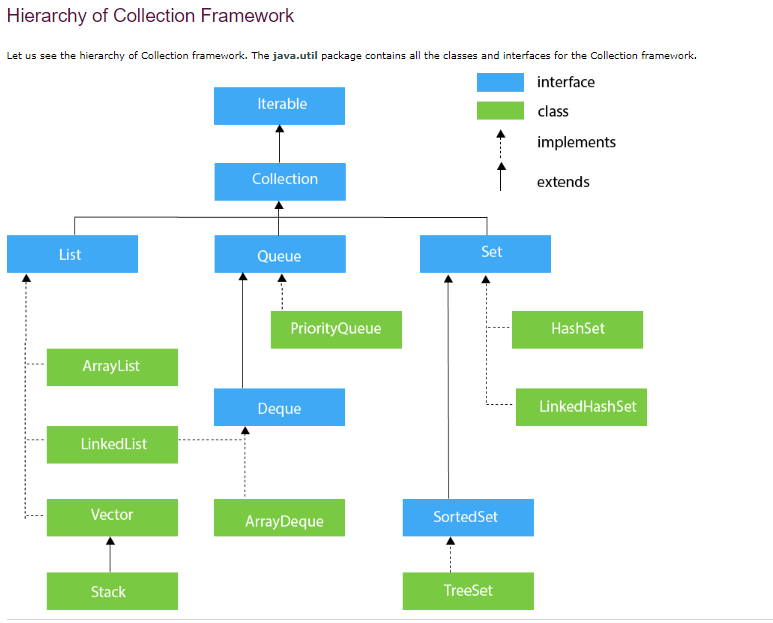 Hierarchy of Collection Framework
Let us see the hierarchy of Collection framework. The java.util package contains all the classes and interfaces for the Collection framework.
interface
class
implements
extends
Iterable
Collection
List
Queue
Set
PriorityQueue
HashSet
ArrayList
Deque
LinkedHashSet
LinkedList
Vector
ArrayDeque
SortedSet
Stack
TreeSet